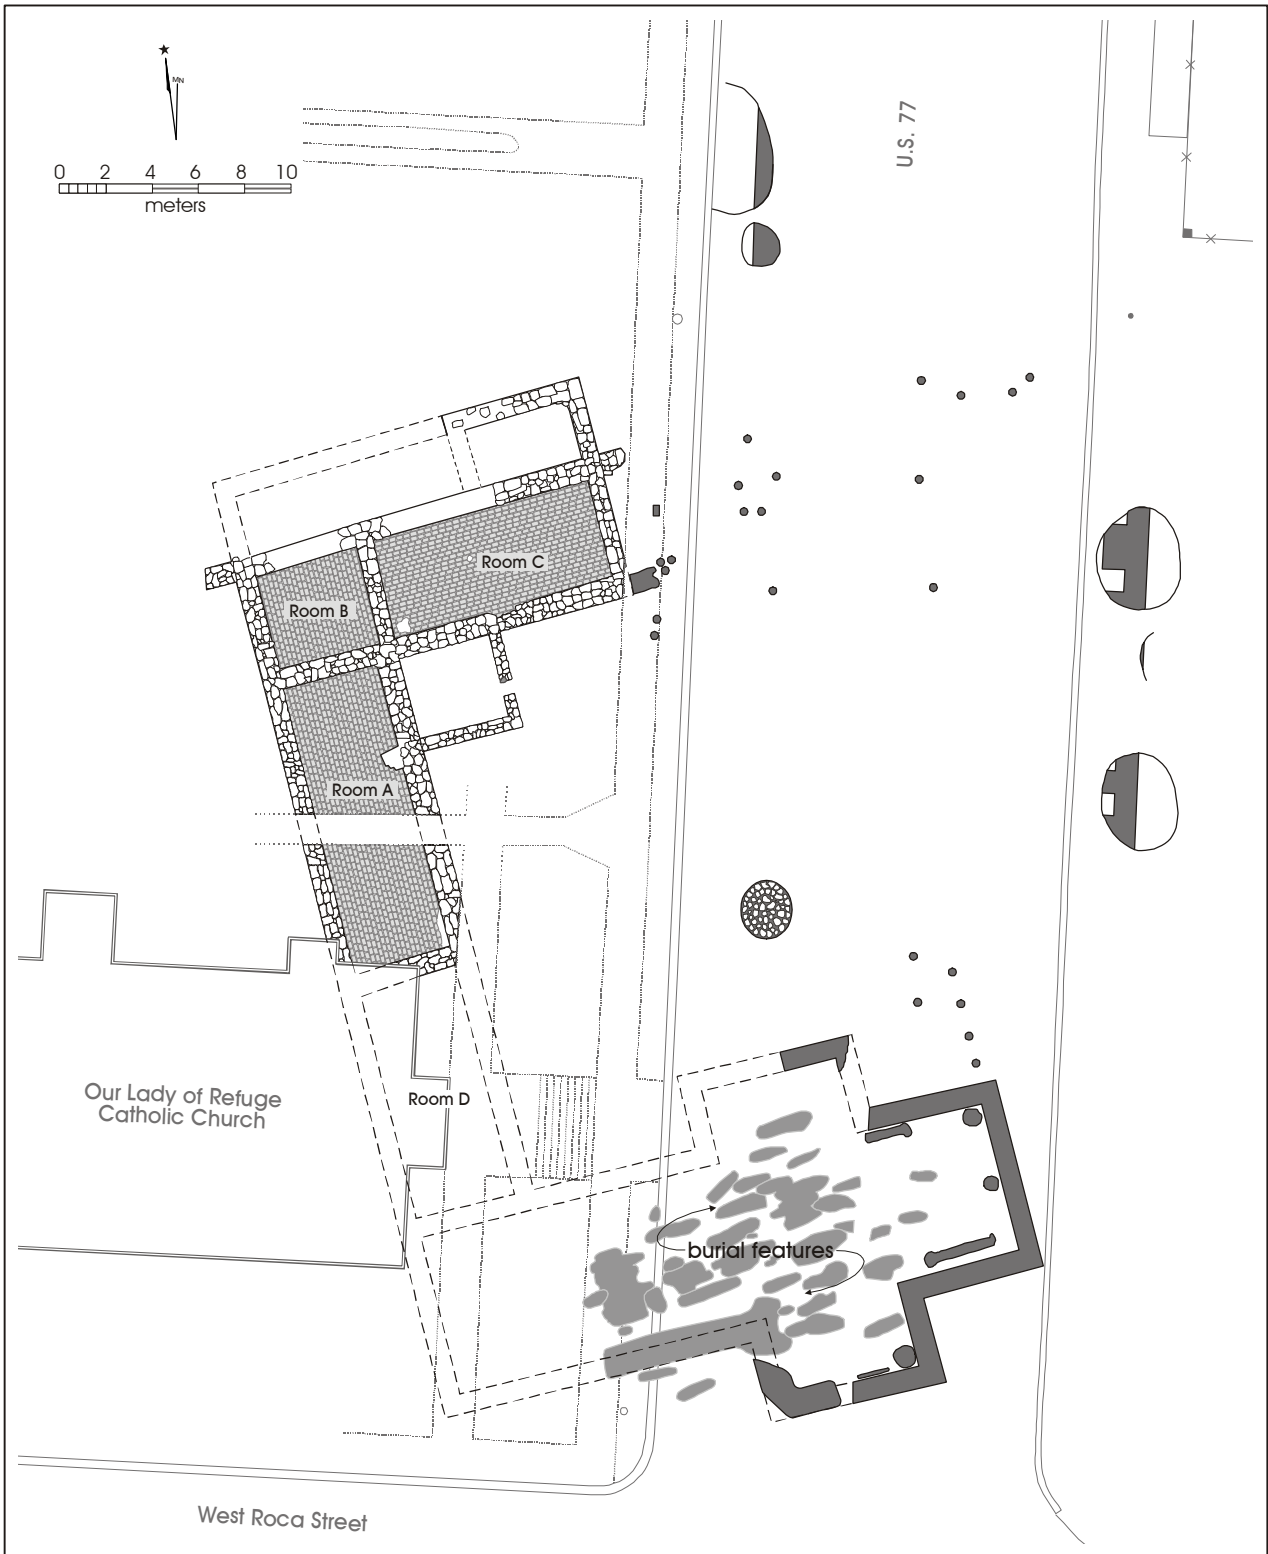 MN
0 2 4 6 8 10
meters
U.S. 77
Room C
Room B
Room A
Our Lady of Refuge
Catholic Church
Room D
burial features
West Roca Street